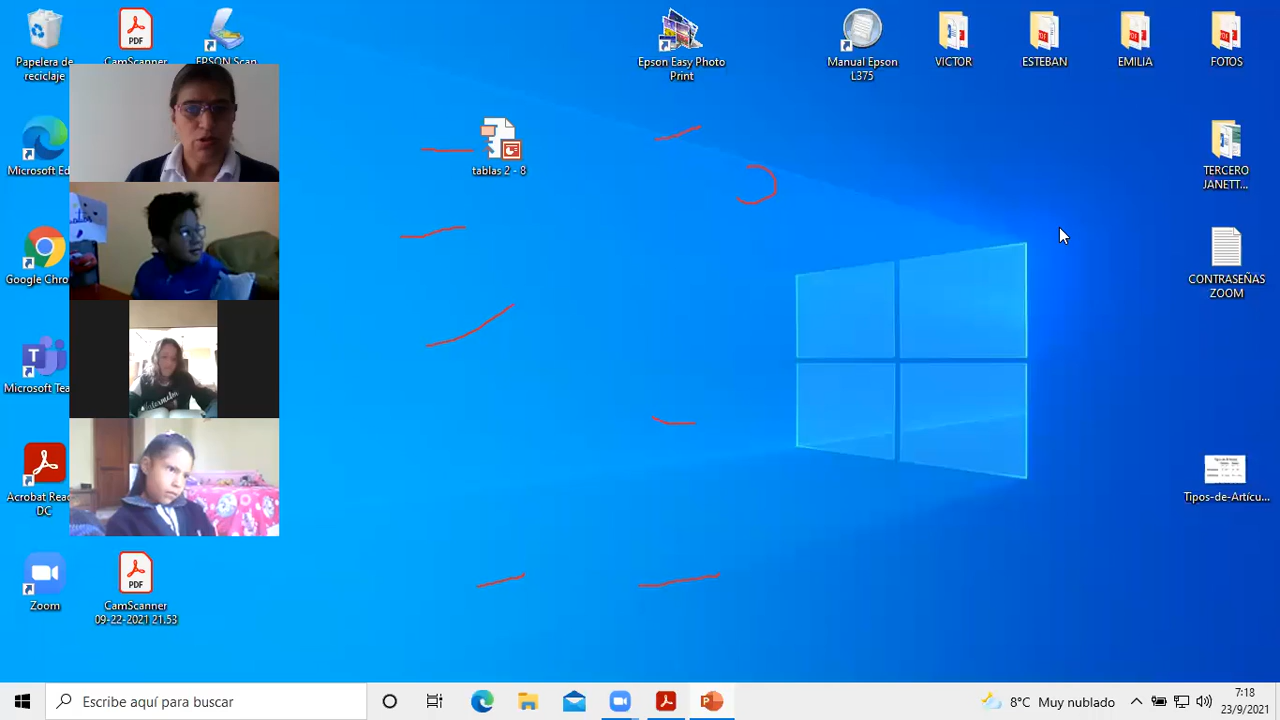 Papelera de
reciclaje
CamScanner
EPSON Scan
Epson Easy Photo
Print
Manual Epson
L375
VICTOR
ESTEBAN
EMILIA
FOTOS
Microsoft Ed
tablas 2 - 8
TERCERO
JANETT...
Google Chro
CONTRASEÑAS
ZOOM
Microsoft Tea
Acrobat Rea
DC
Tipos-de-Artícu...
Zoom
CamScanner
09-22-2021 21.53
Escribe aquí para buscar
8°C Muy nublado
7:18
23/9/2021